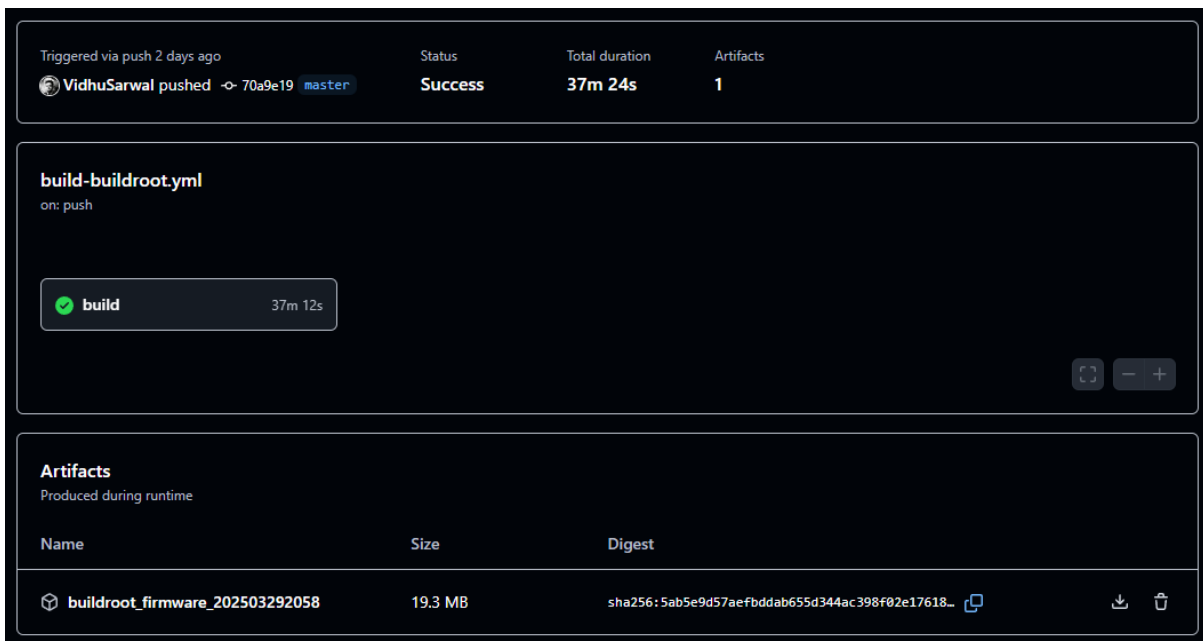 Triggered via push 2 days ago
VidhuSarwal pushed 70a9e19 master
Status
Success
Total duration
37m 24s
Artifacts
1
build-buildroot.yml
on: push
build 37m 12s
Artifacts
Produced during runtime
Name Size Digest
buildroot_firmware_202503292058 19.3 MB sha256:5ab5e9d57aefbddab655d344ac398f02e17618…